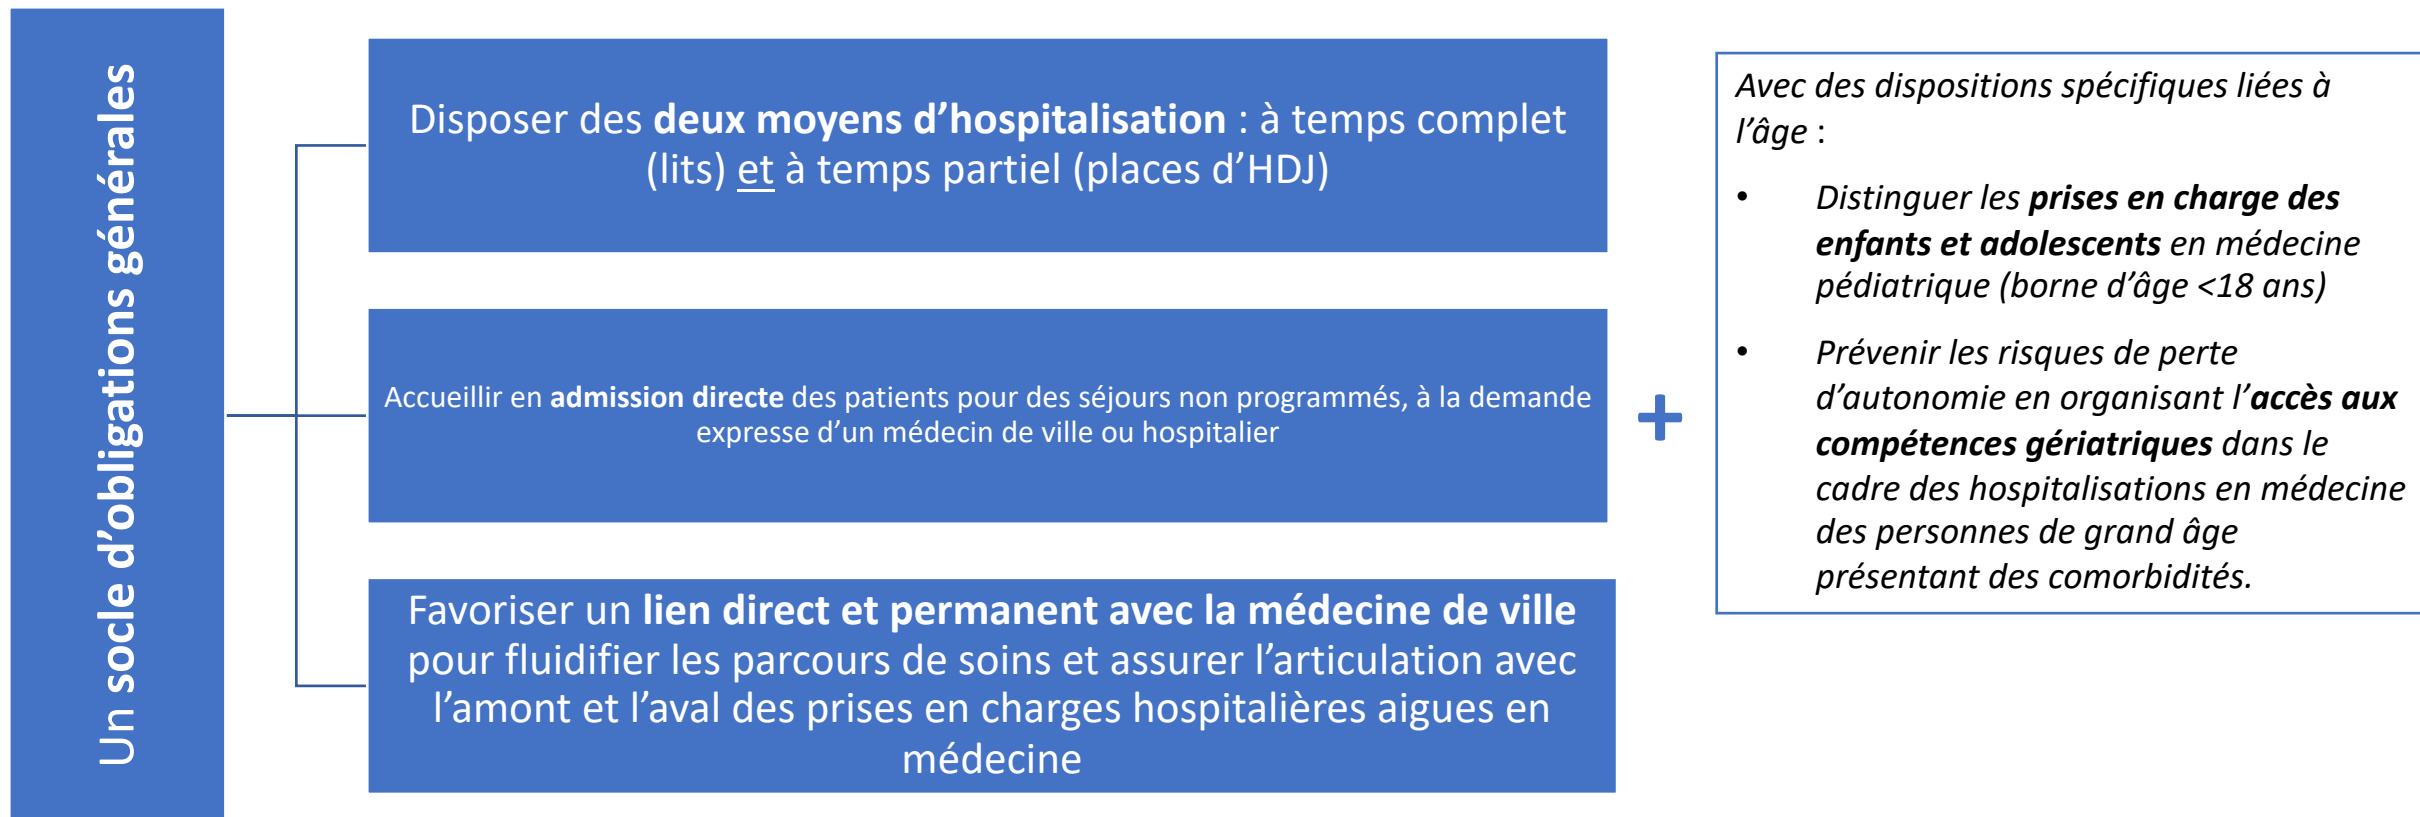 Un socle d’obligations générales
Disposer des deux moyens d’hospitalisation : à temps complet
(lits) et à temps partiel (places d’HDJ)
Accueillir en admission directe des patients pour des séjours non programmés, à la demande
expresse d’un médecin de ville ou hospitalier
Favoriser un lien direct et permanent avec la médecine de ville
pour fluidifier les parcours de soins et assurer l’articulation avec
l’amont et l’aval des prises en charges hospitalières aigues en
médecine
+
Avec des dispositions spécifiques liées à
l’âge :
• Distinguer les prises en charge des
enfants et adolescents en médecine
pédiatrique (borne d’âge <18 ans)
• Prévenir les risques de perte
d’autonomie en organisant l’accès aux
compétences gériatriques dans le
cadre des hospitalisations en médecine
des personnes de grand âge
présentant des comorbidités.